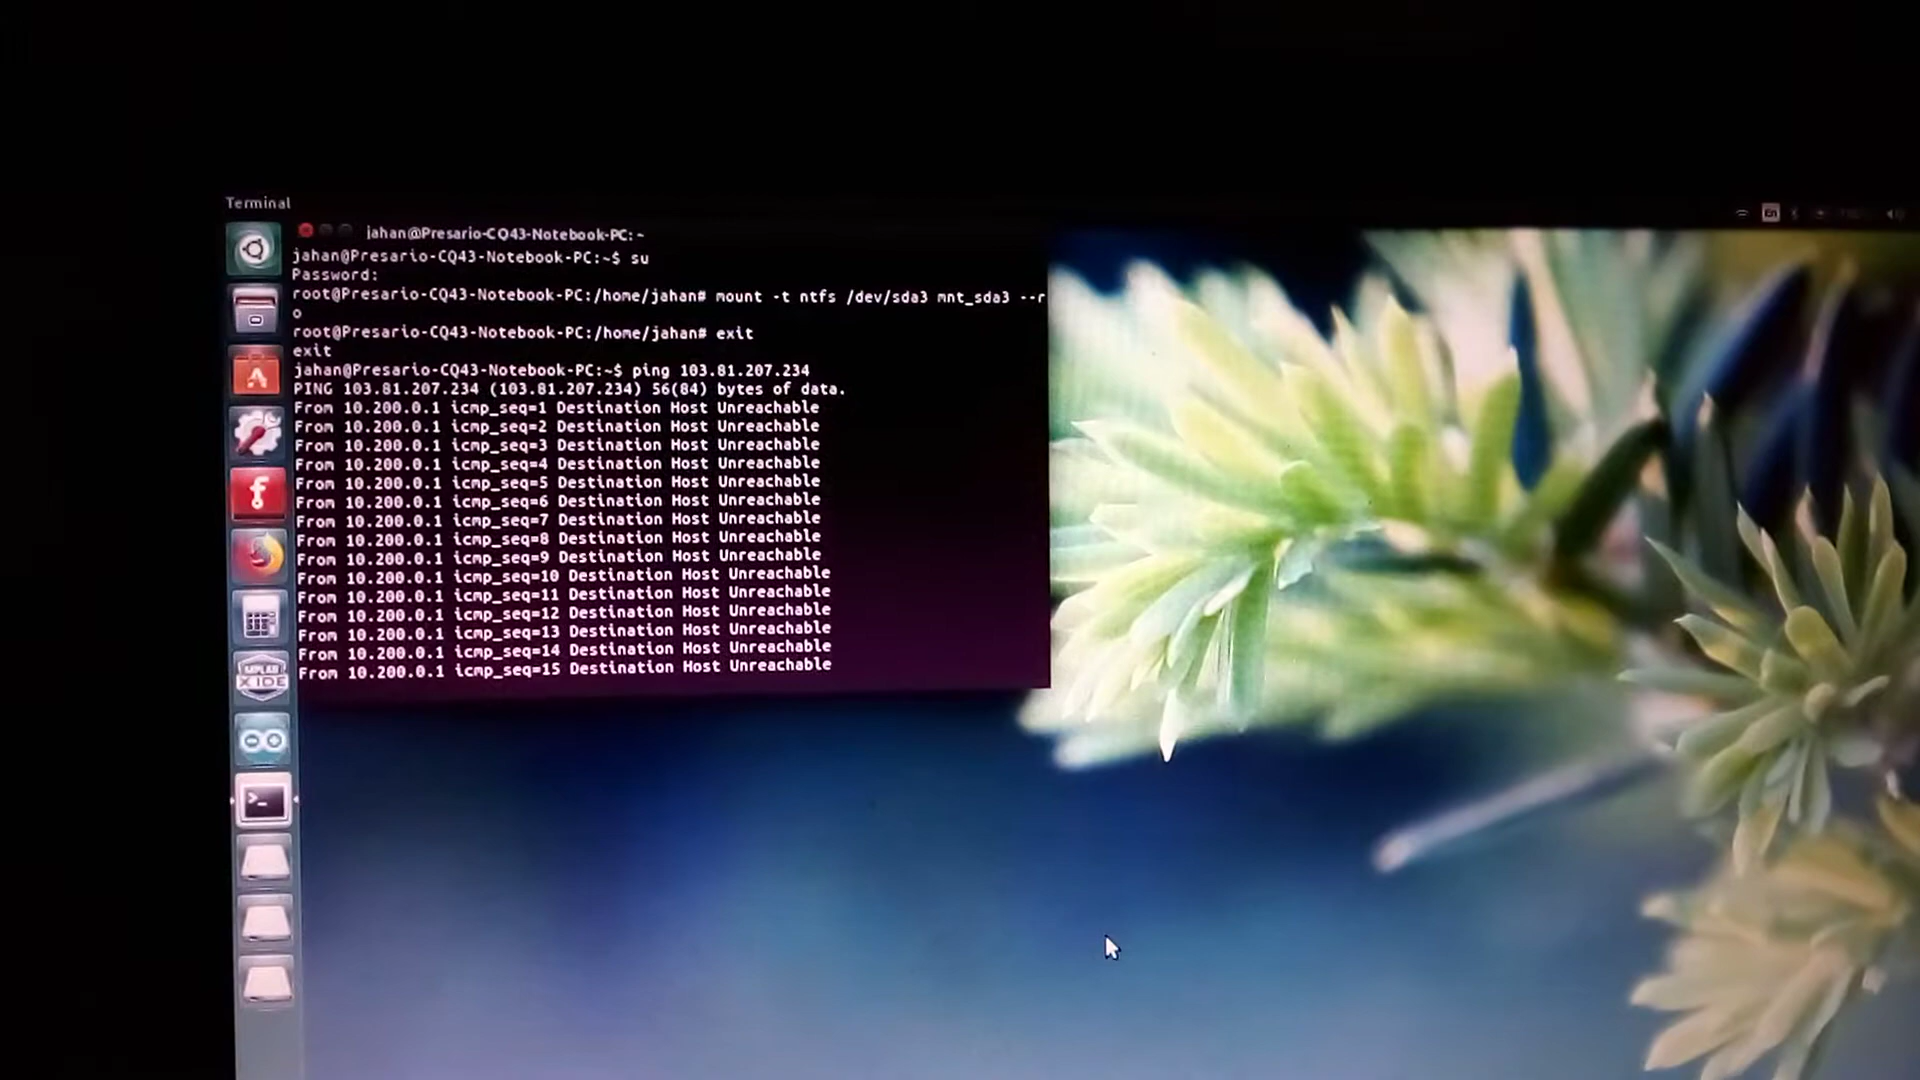 Terminal
jahan@Presario-CQ43-Notebook-PC: ~
jahan@Presario-CQ43-Notebook-PC:~$ su
Password:
root@Presario-CQ43-Notebook-PC:/home/jahan# mount -t ntfs /dev/sda3 mnt_sda3 --r
o
root@Presario-CQ43-Notebook-PC:/home/jahan# exit
exit
jahan@Presario-CQ43-Notebook-PC:~$ ping 103.81.207.234
PING 103.81.207.234 (103.81.207.234) 56(84) bytes of data.
From 10.200.0.1 icmp_seq=1 Destination Host Unreachable
From 10.200.0.1 icmp_seq=2 Destination Host Unreachable
From 10.200.0.1 icmp_seq=3 Destination Host Unreachable
From 10.200.0.1 icmp_seq=4 Destination Host Unreachable
From 10.200.0.1 icmp_seq=5 Destination Host Unreachable
From 10.200.0.1 icmp_seq=6 Destination Host Unreachable
From 10.200.0.1 icmp_seq=7 Destination Host Unreachable
From 10.200.0.1 icmp_seq=8 Destination Host Unreachable
From 10.200.0.1 icmp_seq=9 Destination Host Unreachable
From 10.200.0.1 icmp_seq=10 Destination Host Unreachable
From 10.200.0.1 icmp_seq=11 Destination Host Unreachable
From 10.200.0.1 icmp_seq=12 Destination Host Unreachable
From 10.200.0.1 icmp_seq=13 Destination Host Unreachable
From 10.200.0.1 icmp_seq=14 Destination Host Unreachable
From 10.200.0.1 icmp_seq=15 Destination Host Unreachable
En
MPLAB
X IDE